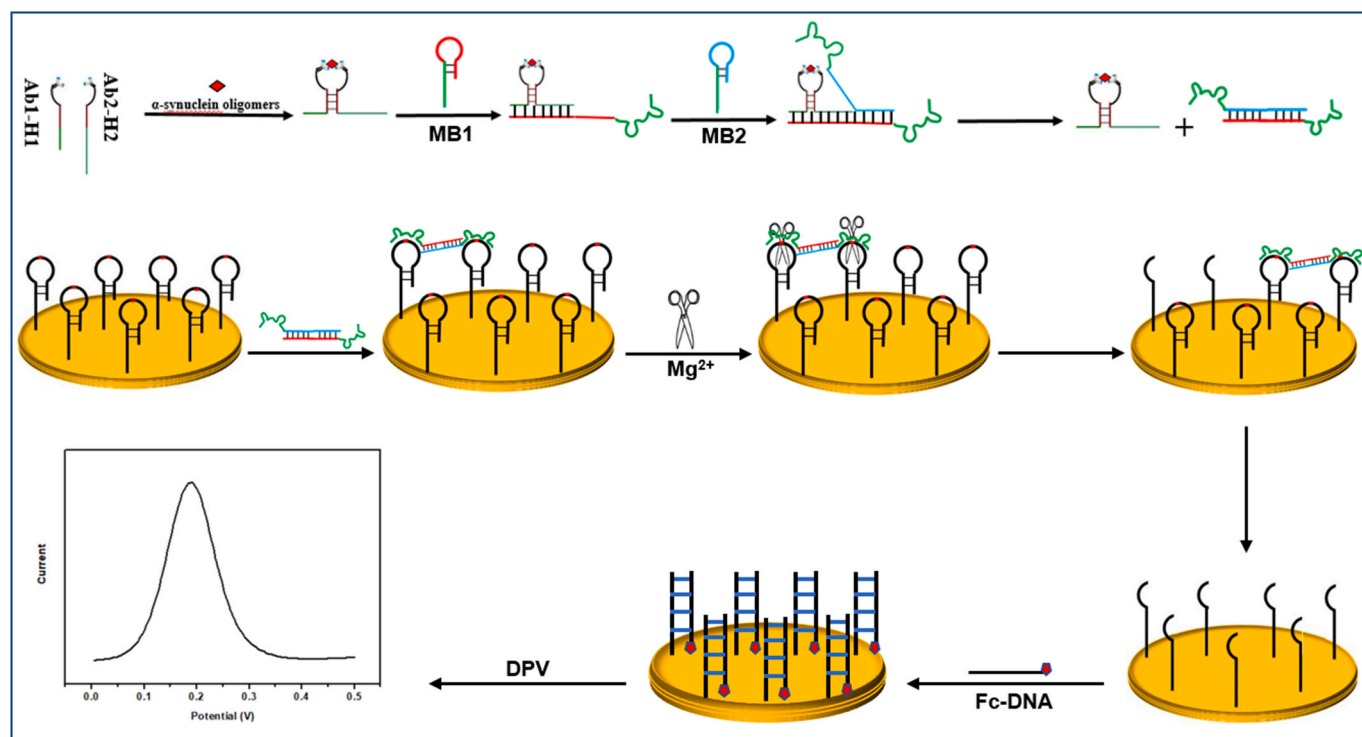 Ab1-H1
Ab2-H2
α-svnuclein oligomers
MB1
MB2
Mg²⁺
Current
0.0 0.1 0.2 0.3 0.4 0.5
Potential (V)
DPV
Fc-DNA